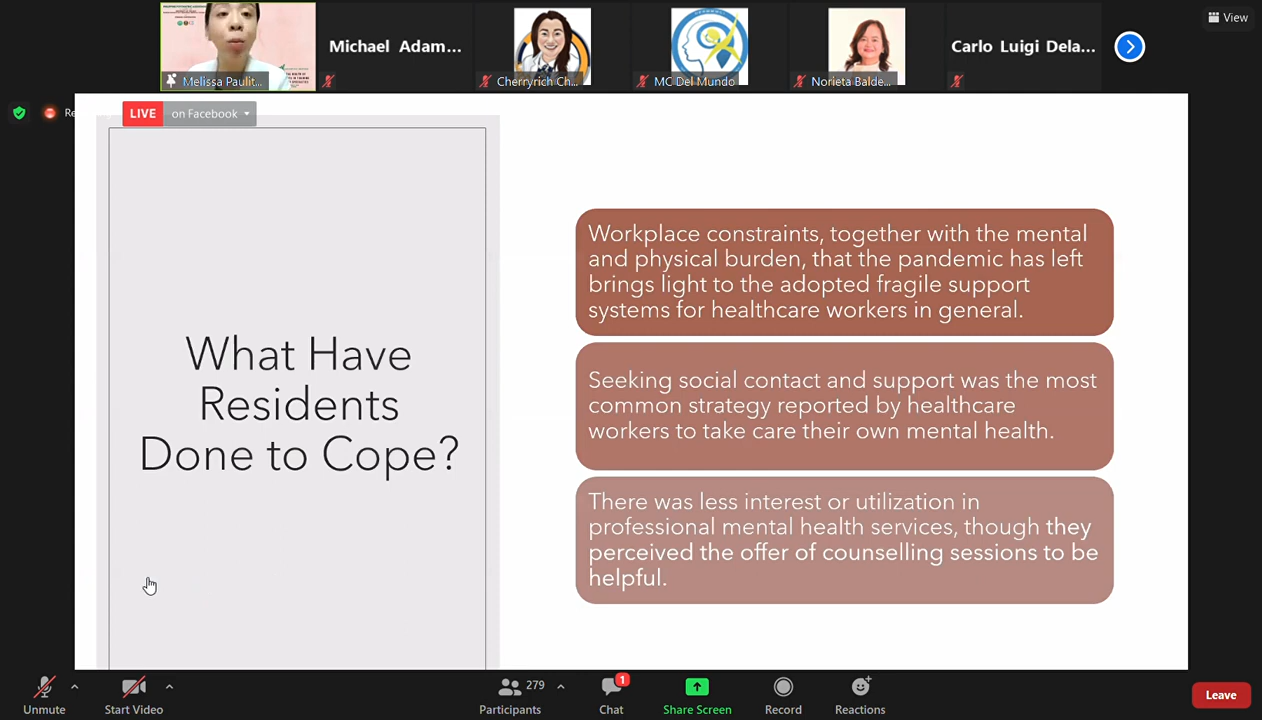 View
Michael Adam...
Carlo Luigi Dela...
Melissa Paulit...
Cherryrich Ch...
MC Del Mundo
Norieta Balde...
Re
LIVE on Facebook
What Have
Residents
Done to Cope?
Workplace constraints, together with the mental
and physical burden, that the pandemic has left
brings light to the adopted fragile support
systems for healthcare workers in general.
Seeking social contact and support was the most
common strategy reported by healthcare
workers to take care their own mental health.
There was less interest or utilization in
professional mental health services, though they
perceived the offer of counselling sessions to be
helpful.
Unmute
Start Video
279
Participants
1
Chat
Share Screen
Record
Reactions
Leave